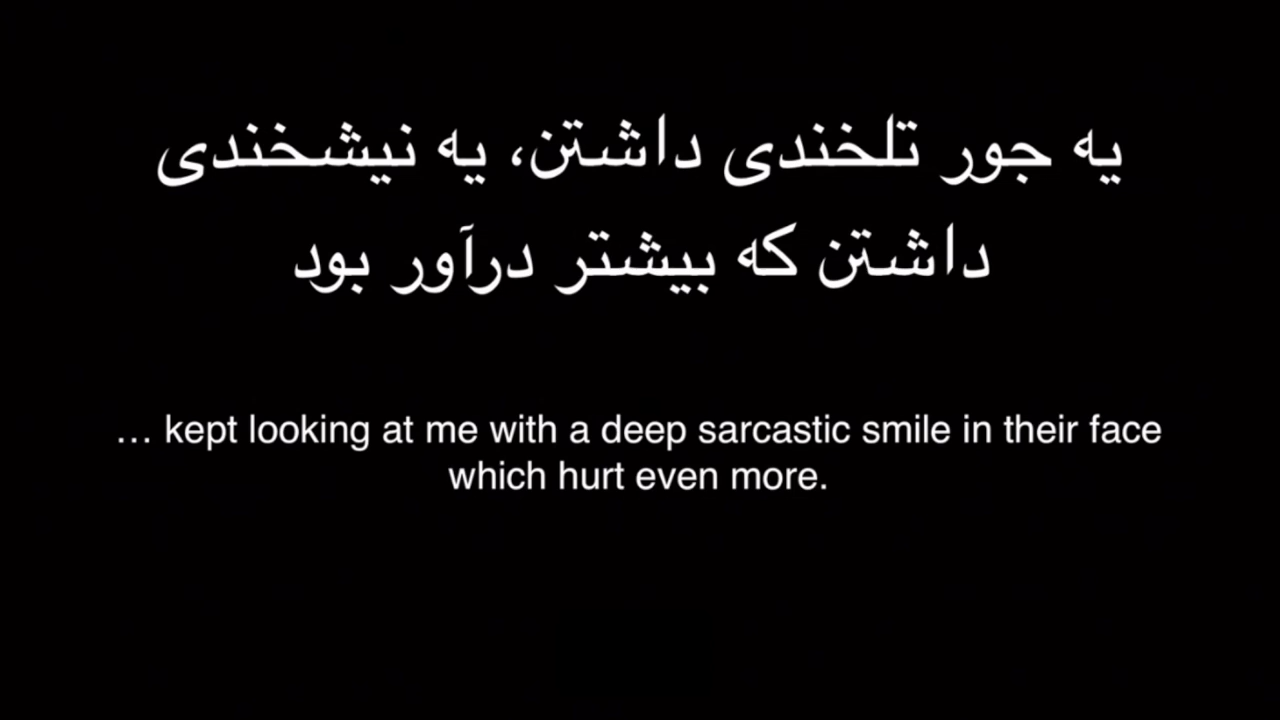 یه جور تلخندی داشتن، یه نیشخندی
داشتن که بیشتر درآور بود
… kept looking at me with a deep sarcastic smile in their face
which hurt even more.